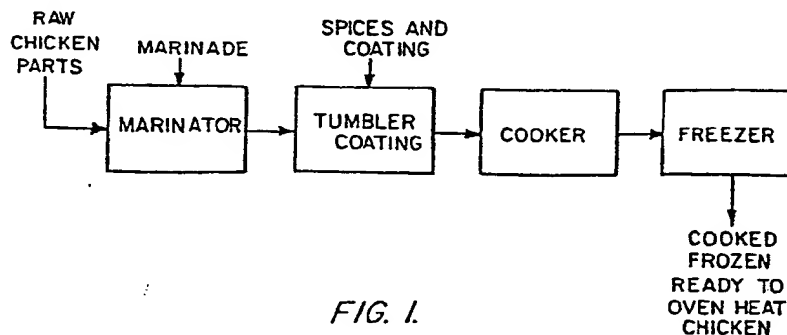 RAW
CHICKEN
PARTS
MARINADE
SPICES AND
COATING
MARINATOR
TUMBLER
COATING
COOKER
FREEZER
COOKED
FROZEN
READY TO
OVEN HEAT
CHICKEN
FIG. 1.